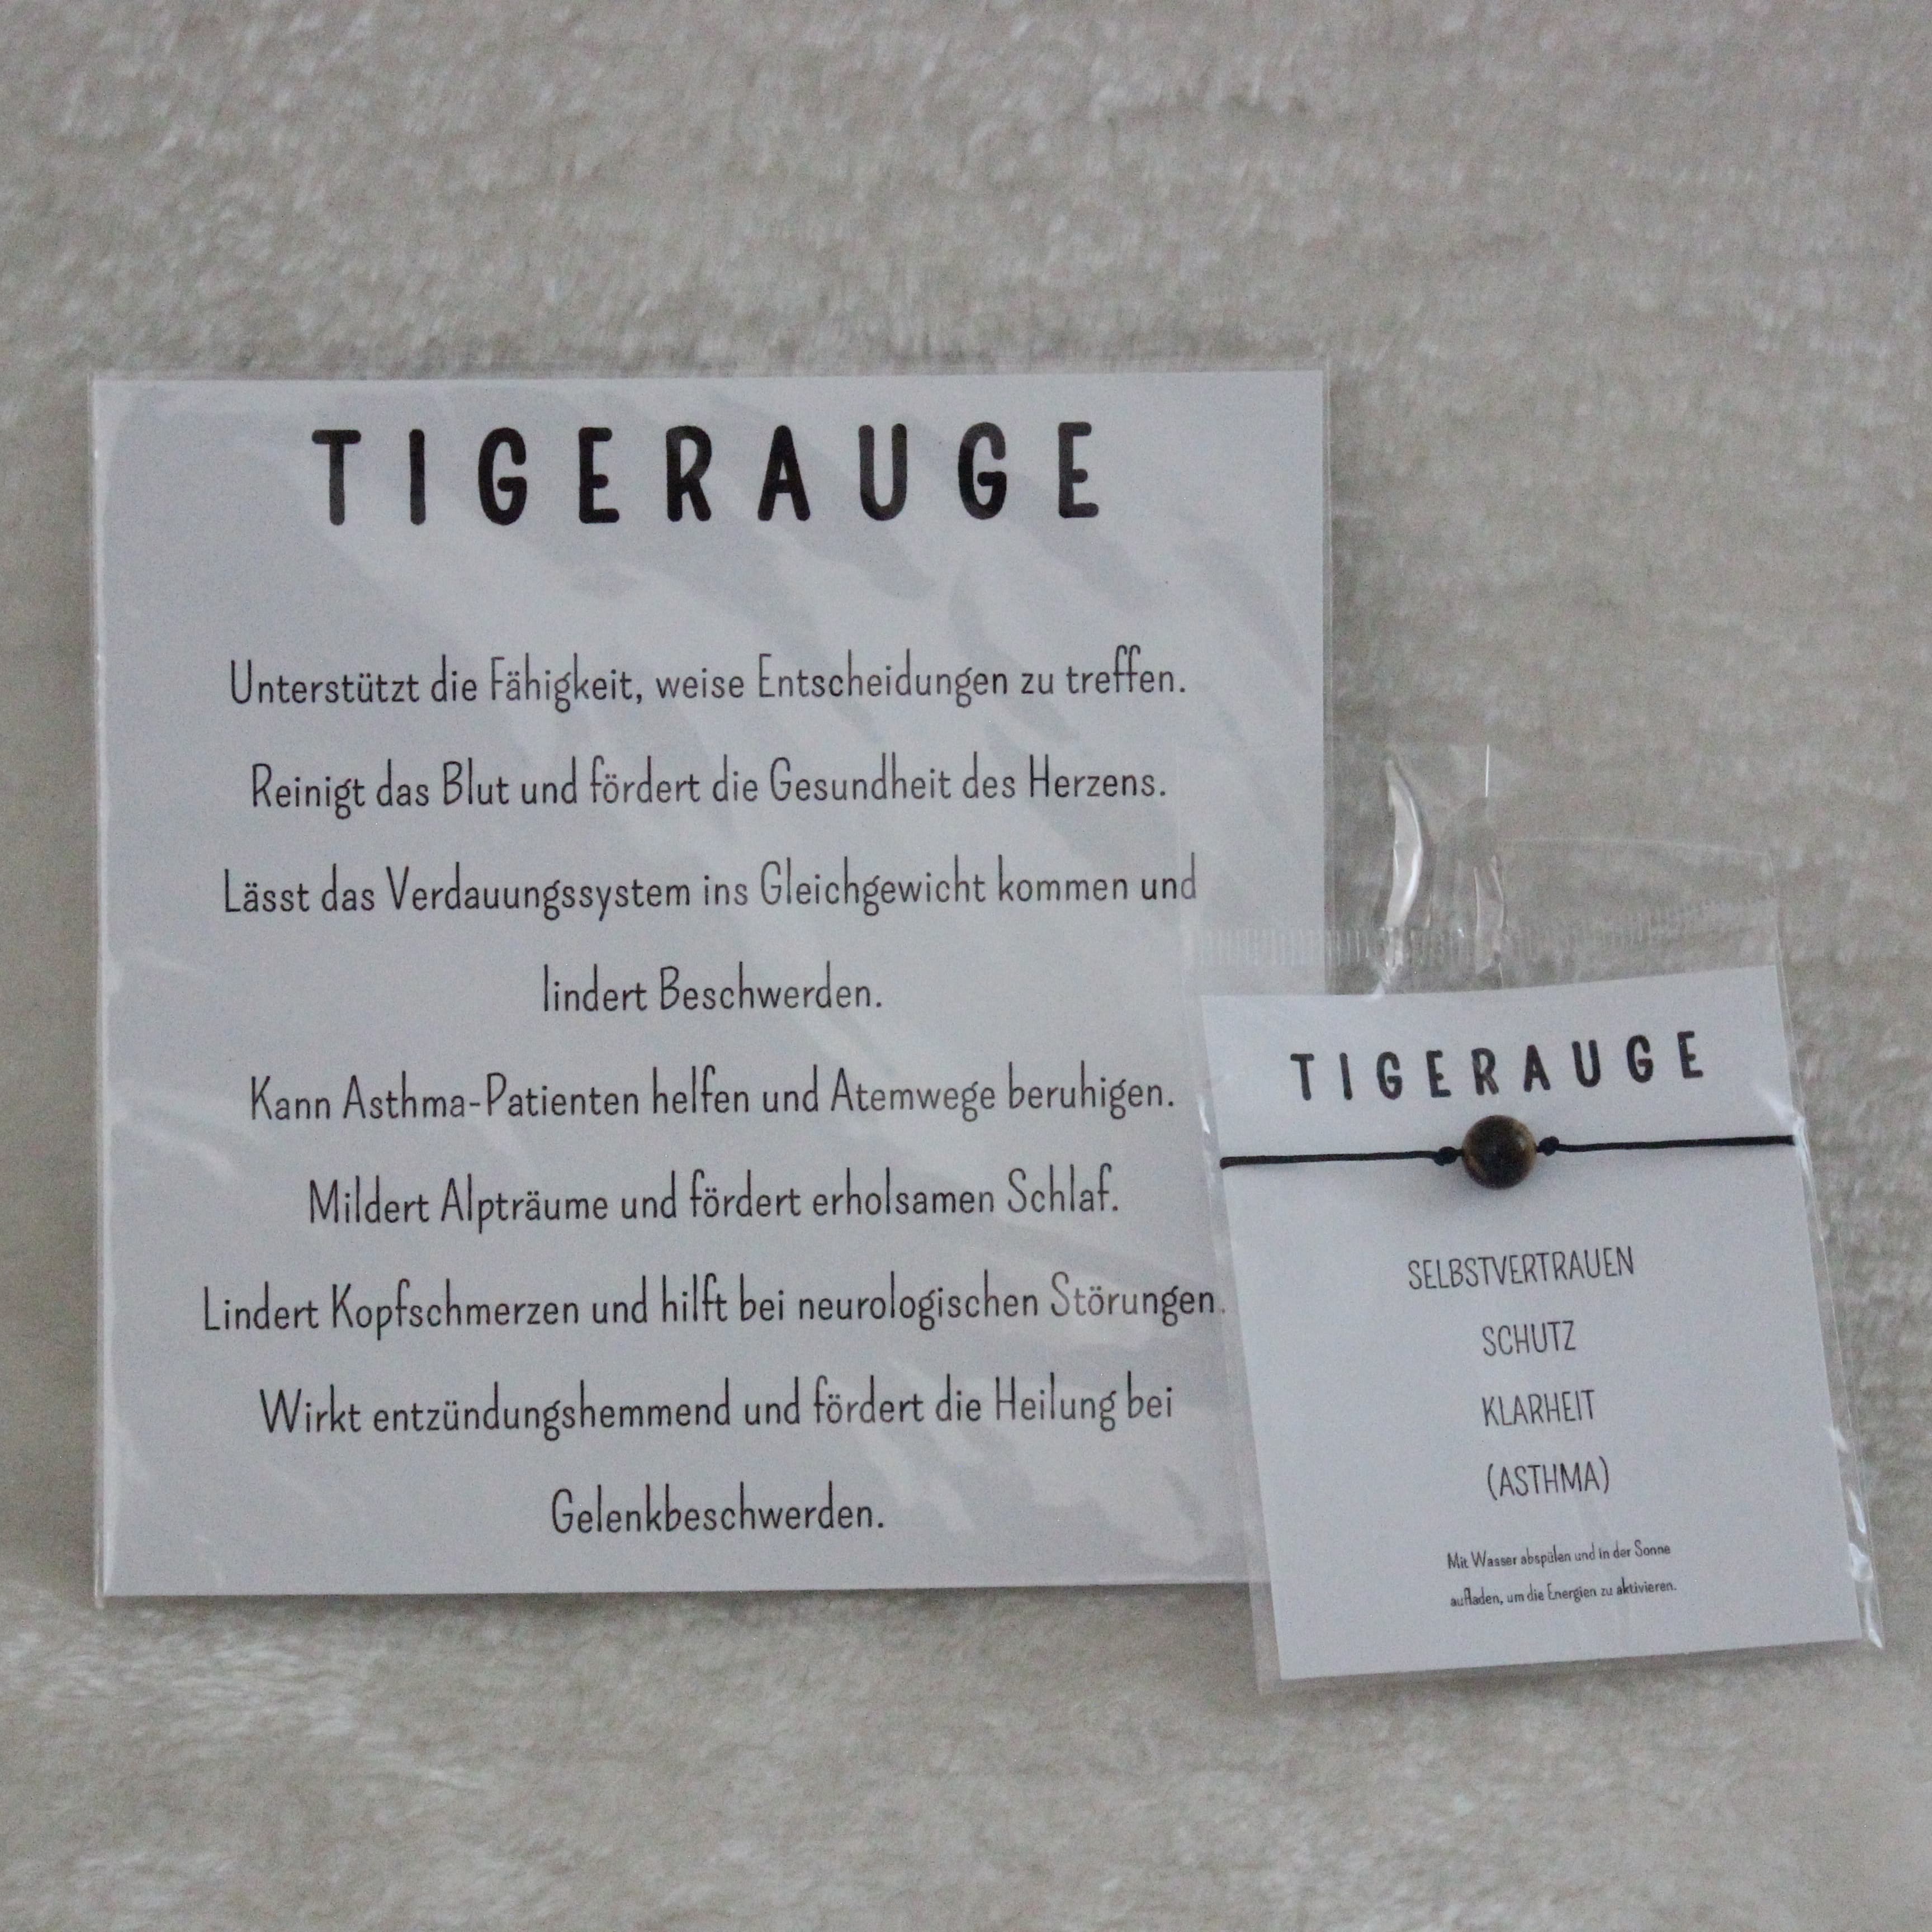 TIGERAUGE
Unterstützt die Fähigkeit, weise Entscheidungen zu treffen.
Reinigt das Blut und fördert die Gesundheit des Herzens.
Lässt das Verdauungssystem ins Gleichgewicht kommen und
lindert Beschwerden.
Kann Asthma-Patienten helfen und Atemwege beruhigen.
Mildert Alpträume und fördert erholsamen Schlaf.
Lindert Kopfschmerzen und hilft bei neurologischen Störungen.
Wirkt entzündungshemmend und fördert die Heilung bei
Gelenkbeschwerden.
TIGERAUGE
SELBSTVERTRAUEN
SCHUTZ
KLARHEIT
(ASTHMA)
Mit Wasser abspülen und in der Sonne
aufladen, um die Energien zu aktivieren.